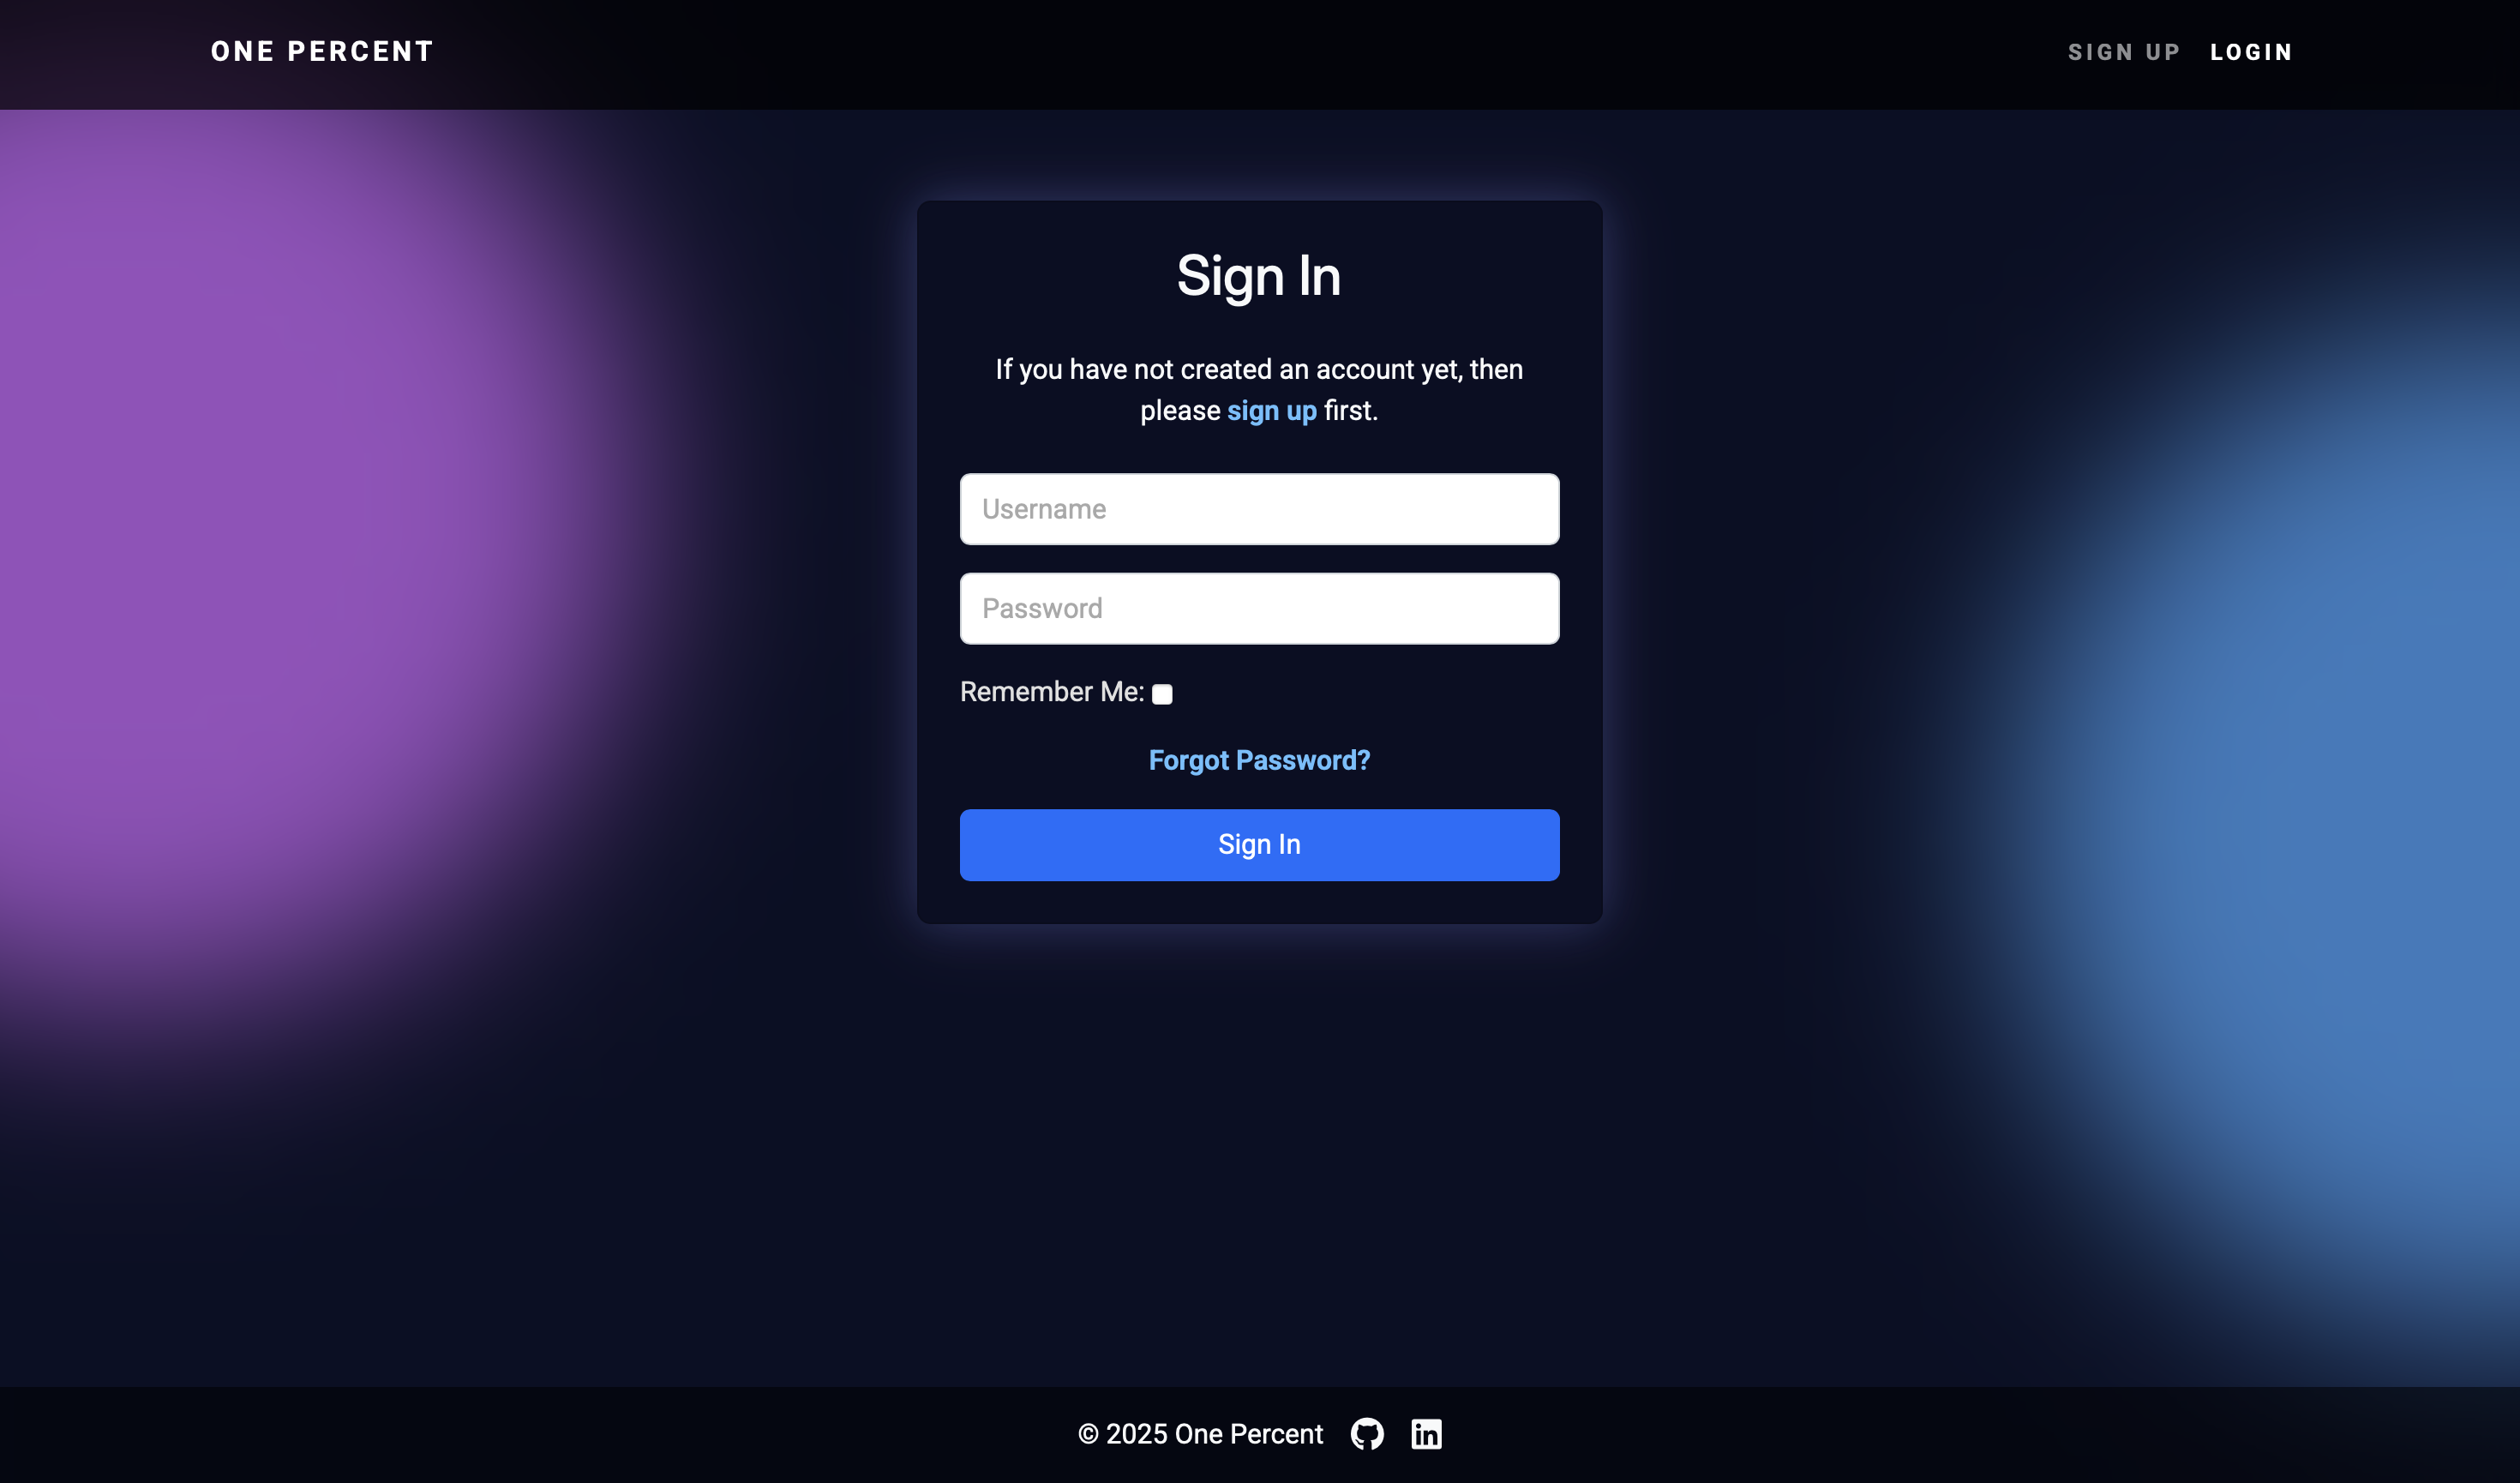 ONE PERCENT
SIGN UP LOGIN
Sign In
If you have not created an account yet, then
please sign up first.
Username
Password
Remember Me:
Forgot Password?
Sign In
© 2025 One Percent
in